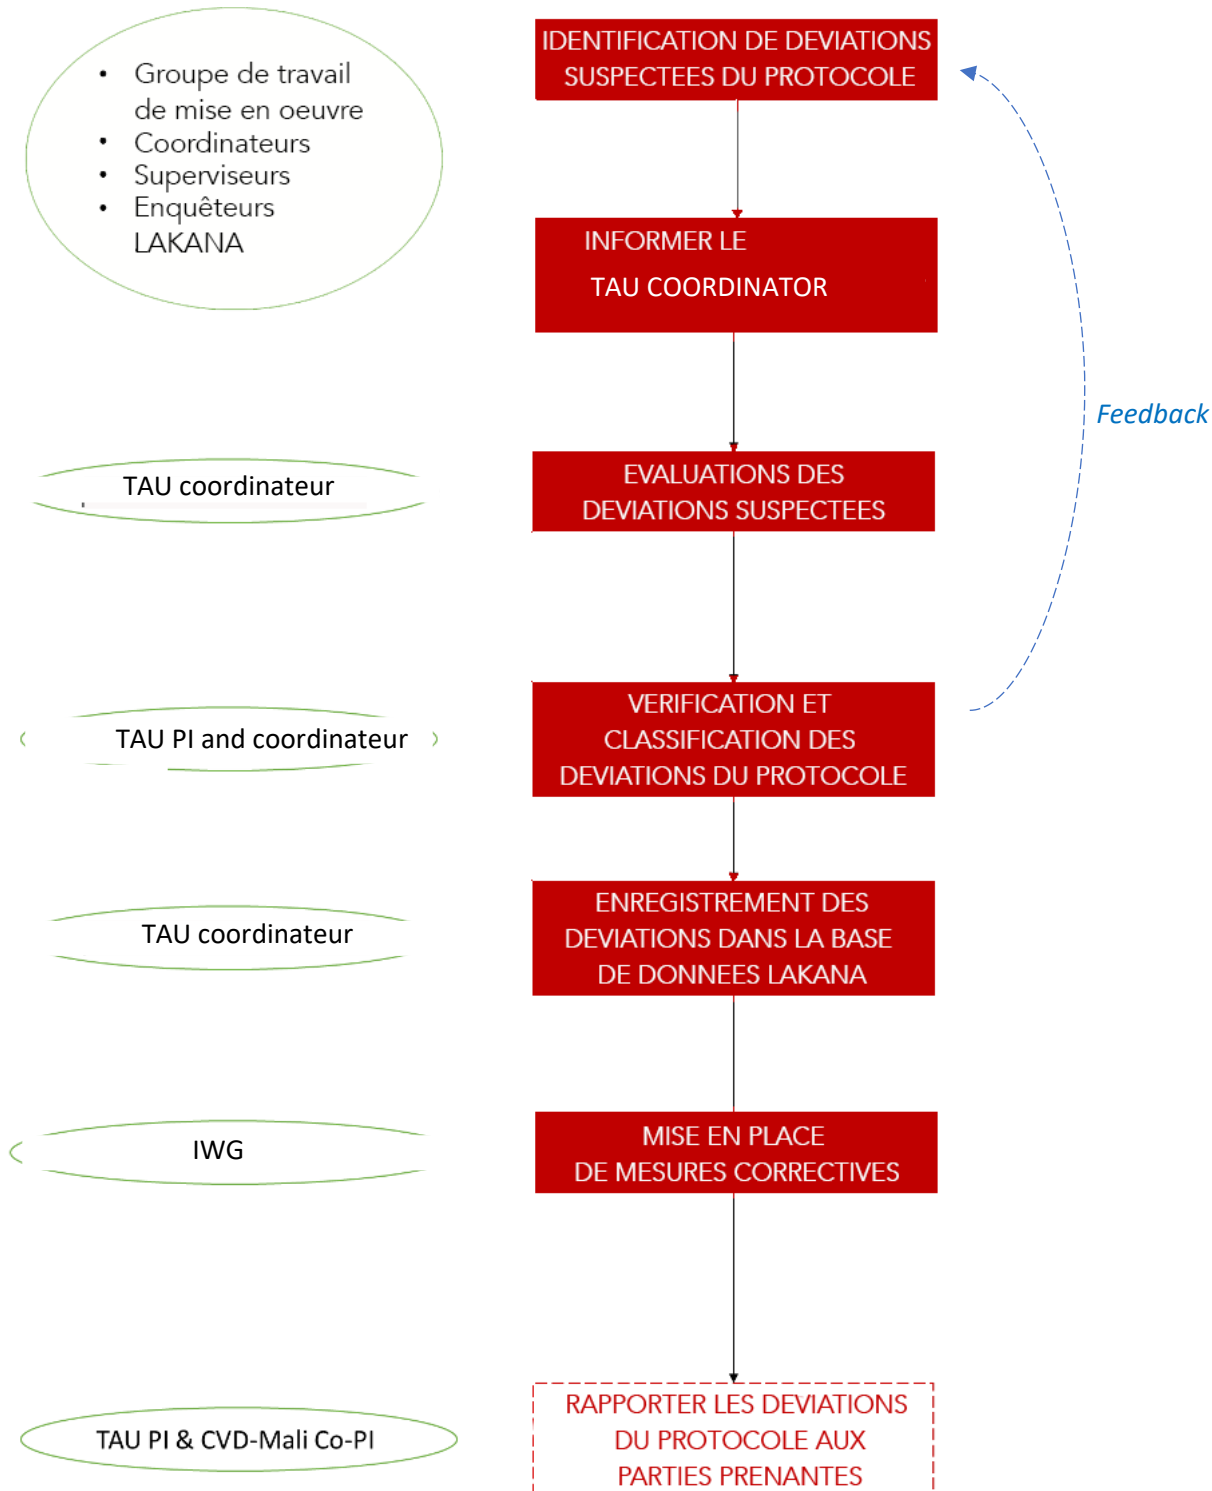 • Groupe de travail
de mise en oeuvre
• Coordinateurs
• Superviseurs
• Enquêteurs
LAKANA
IDENTIFICATION DE DEVIATIONS
SUSPECTEES DU PROTOCOLE
INFORMER LE
TAU COORDINATOR
Feedback
TAU coordinateur
EVALUATIONS DES
DEVIATIONS SUSPECTEES
TAU PI and coordinateur
VERIFICATION ET
CLASSIFICATION DES
DEVIATIONS DU PROTOCOLE
TAU coordinateur
ENREGISTREMENT DES
DEVIATIONS DANS LA BASE
DE DONNEES LAKANA
IWG
MISE EN PLACE
DE MESURES CORRECTIVES
TAU PI & CVD-Mali Co-PI
RAPPORTER LES DEVIATIONS
DU PROTOCOLE AUX
PARTIES PRENANTES